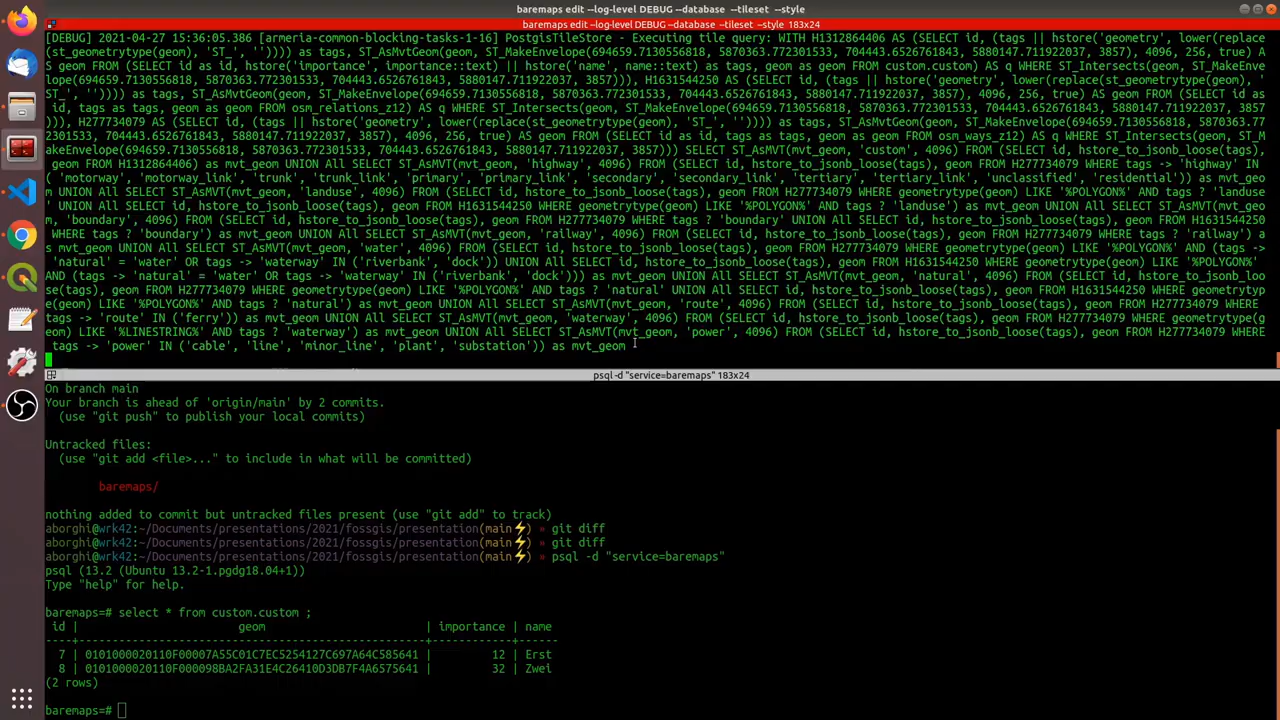 baremaps edit --log-level DEBUG --database --tileset --style
baremaps edit --log-level DEBUG --database --tileset --style 183x24
[DEBUG] 2021-04-27 15:36:05.386 [armeria-common-blocking-tasks-1-16] PostgisTileStore - Executing tile query: WITH H1312864406 AS (SELECT id, (tags || hstore('geometry', lower(replace
(st_geometrytype(geom), 'ST_', '')))) as tags, ST_AsMvtGeom(geom, ST_MakeEnvelope(694659.7130556818, 5870363.772301533, 704443.6526761843, 5880147.711922037, 3857), 4096, 256, true) A
S geom FROM (SELECT id as id, hstore('importance', importance::text) || hstore('name', name::text) as tags, geom as geom FROM custom.custom) AS q WHERE ST_Intersects(geom, ST_MakeEnve
lope(694659.7130556818, 5870363.772301533, 704443.6526761843, 5880147.711922037, 3857))), H1631544250 AS (SELECT id, (tags || hstore('geometry', lower(replace(st_geometrytype(geom), '
ST_', '')))) as tags, ST_AsMvtGeom(geom, ST_MakeEnvelope(694659.7130556818, 5870363.772301533, 704443.6526761843, 5880147.711922037, 3857), 4096, 256, true) AS geom FROM (SELECT id as
id, tags as tags, geom as geom FROM osm_relations_z12) AS q WHERE ST_Intersects(geom, ST_MakeEnvelope(694659.7130556818, 5870363.772301533, 704443.6526761843, 5880147.711922037, 3857
))), H277734079 AS (SELECT id, (tags || hstore('geometry', lower(replace(st_geometrytype(geom), 'ST_', '')))) as tags, ST_AsMvtGeom(geom, ST_MakeEnvelope(694659.7130556818, 5870363.77
2301533, 704443.6526761843, 5880147.711922037, 3857), 4096, 256, true) AS geom FROM (SELECT id as id, tags as tags, geom as geom FROM osm_ways_z12) AS q WHERE ST_Intersects(geom, ST_M
akeEnvelope(694659.7130556818, 5870363.772301533, 704443.6526761843, 5880147.711922037, 3857))) SELECT ST_AsMVT(mvt_geom, 'custom', 4096) FROM (SELECT id, hstore_to_jsonb_loose(tags)
, geom FROM H1312864406) as mvt_geom UNION All SELECT ST_AsMVT(mvt_geom, 'highway', 4096) FROM (SELECT id, hstore_to_jsonb_loose(tags), geom FROM H277734079 WHERE tags -> 'highway' IN
( 'motorway', 'motorway_link', 'trunk', 'trunk_link', 'primary', 'primary_link', 'secondary', 'secondary_link', 'tertiary', 'tertiary_link', 'unclassified', 'residential')) as mvt_geo
m UNION All SELECT ST_AsMVT(mvt_geom, 'landuse', 4096) FROM (SELECT id, hstore_to_jsonb_loose(tags), geom FROM H277734079 WHERE geometrytype(geom) LIKE '%POLYGON%' AND tags ? 'landuse
' UNION All SELECT id, hstore_to_jsonb_loose(tags), geom FROM H1631544250 WHERE geometrytype(geom) LIKE '%POLYGON%' AND tags ? 'landuse') as mvt_geom UNION All SELECT ST_AsMVT(mvt_geo
m, 'boundary', 4096) FROM (SELECT id, hstore_to_jsonb_loose(tags), geom FROM H277734079 WHERE tags ? 'boundary' UNION All SELECT id, hstore_to_jsonb_loose(tags), geom FROM H1631544250
WHERE tags ? 'boundary') as mvt_geom UNION All SELECT ST_AsMVT(mvt_geom, 'railway', 4096) FROM (SELECT id, hstore_to_jsonb_loose(tags), geom FROM H277734079 WHERE tags ? 'railway') a
s mvt_geom UNION All SELECT ST_AsMVT(mvt_geom, 'water', 4096) FROM (SELECT id, hstore_to_jsonb_loose(tags), geom FROM H277734079 WHERE geometrytype(geom) LIKE '%POLYGON%' AND (tags ->
'natural' = 'water' OR tags -> 'waterway' IN ('riverbank', 'dock')) UNION All SELECT id, hstore_to_jsonb_loose(tags), geom FROM H1631544250 WHERE geometrytype(geom) LIKE '%POLYGON%'
AND (tags -> 'natural' = 'water' OR tags -> 'waterway' IN ('riverbank', 'dock'))) as mvt_geom UNION All SELECT ST_AsMVT(mvt_geom, 'natural', 4096) FROM (SELECT id, hstore_to_jsonb_loo
se(tags), geom FROM H277734079 WHERE geometrytype(geom) LIKE '%POLYGON%' AND tags ? 'natural' UNION All SELECT id, hstore_to_jsonb_loose(tags), geom FROM H1631544250 WHERE geometrytyp
e(geom) LIKE '%POLYGON%' AND tags ? 'natural') as mvt_geom UNION All SELECT ST_AsMVT(mvt_geom, 'route', 4096) FROM (SELECT id, hstore_to_jsonb_loose(tags), geom FROM H277734079 WHERE
tags -> 'route' IN ('ferry')) as mvt_geom UNION All SELECT ST_AsMVT(mvt_geom, 'waterway', 4096) FROM (SELECT id, hstore_to_jsonb_loose(tags), geom FROM H277734079 WHERE geometrytype(g
eom) LIKE '%LINESTRING%' AND tags ? 'waterway') as mvt_geom UNION All SELECT ST_AsMVT(mvt_geom, 'power', 4096) FROM (SELECT id, hstore_to_jsonb_loose(tags), geom FROM H277734079 WHERE
tags -> 'power' IN ('cable', 'line', 'minor_line', 'plant', 'substation')) as mvt_geom
psql -d "service=baremaps" 183x24
On branch main
Your branch is ahead of 'origin/main' by 2 commits.
(use "git push" to publish your local commits)
Untracked files:
(use "git add <file>..." to include in what will be committed)
baremaps/
nothing added to commit but untracked files present (use "git add" to track)
aborghi@wrk42:~/Documents/presentations/2021/fossgis/presentation(main⚡) » git diff
aborghi@wrk42:~/Documents/presentations/2021/fossgis/presentation(main⚡) » git diff
aborghi@wrk42:~/Documents/presentations/2021/fossgis/presentation(main⚡) » psql -d "service=baremaps"
psql (13.2 (Ubuntu 13.2-1.pgdg18.04+1))
Type "help" for help.
baremaps=# select * from custom.custom ;
id | geom | importance | name
----+----------------------------------------------------+------------+------
7 | 0101000020110F00007A55C01C7EC5254127C697A64C585641 | 12 | Erst
8 | 0101000020110F000098BA2FA31E4C26410D3DB7F4A6575641 | 32 | Zwei
(2 rows)
baremaps=#